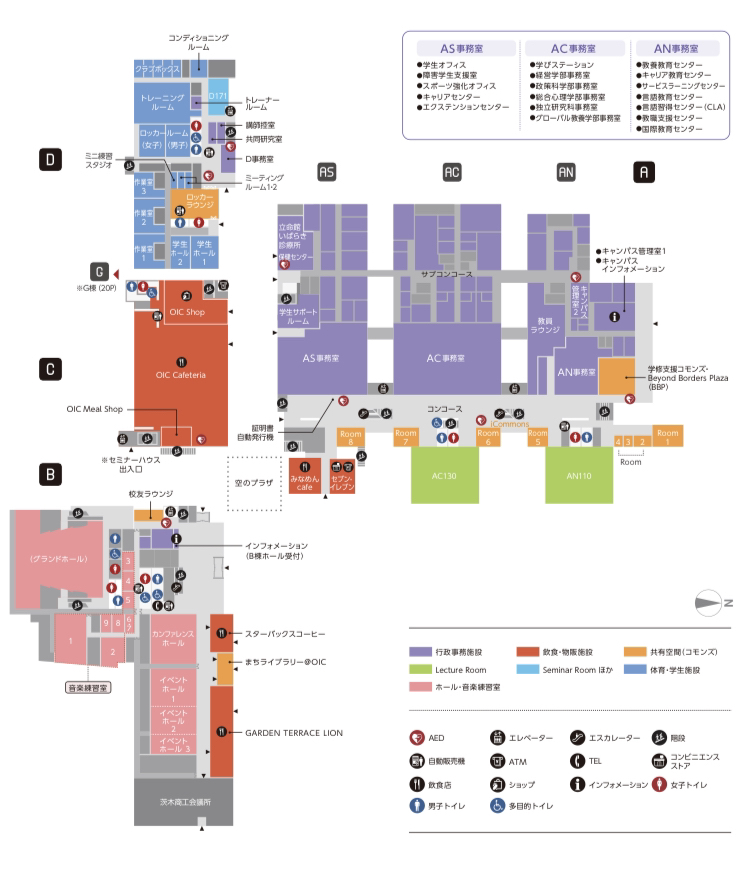 コンディショニング
ルーム
クラブボックス
トレーニング
ルーム
D171
トレーナー
ルーム
講師控室
共同研究室
ロッカールーム
(女子) (男子)
D事務室
D
ミニ練習
スタジオ
ミーティング
ルーム1・2
作業室
3
作業室
2
作業室
1
ロッカー
ラウンジ
学生
ホール
2
学生
ホール
1
G
※G棟 (20P)
OIC Shop
C
OIC Cafeteria
OIC Meal Shop
※セミナーハウス
出入口
AS事務室
●学生オフィス
●障害学生支援室
●スポーツ強化オフィス
●キャリアセンター
●エクステンションセンター
AC事務室
●学びステーション
●経営学部事務室
●政策科学部事務室
●総合心理学部事務室
●独立研究科事務室
●グローバル教養学部事務室
AN事務室
●教養教育センター
●キャリア教育センター
●サービスラーニングセンター
●言語教育センター
●言語習得センター(CLA)
●教職支援センター
●国際教育センター
AS
AC
AN
A
立命館
いばらき
診療所
保健センター
サブコンコース
学生サポート
ルーム
AS事務室
AC事務室
教員
ラウンジ
キャンパス
管理室2
●キャンパス管理室1
●キャンパス
インフォメーション
AN事務室
学修支援コモンズ・
Beyond Borders Plaza
(BBP)
証明書
自動発行機
コンコース
iCommons
Room
8
Room
7
Room
6
Room
5
4 3 2
Room
1
Room
みなめん
cafe
セブン-
イレブン
AC130
AN110
空のプラザ
B
校友ラウンジ
(グランドホール)
インフォメーション
(B棟ホール受付)
3
4
5
6
7
9 8
1
2
音楽練習室
カンファレンス
ホール
イベント
ホール
1
イベント
ホール
2
イベント
ホール 3
スターバックスコーヒー
まちライブラリー@OIC
GARDEN TERRACE LION
茨木商工会議所
N
行政事務施設
飲食・物販施設
共有空間(コモンズ)
Lecture Room
Seminar Room ほか
体育・学生施設
ホール・音楽練習室
AED
エレベーター
エスカレーター
階段
自動販売機
ATM
TEL
コンビニエンス
ストア
飲食店
ショップ
インフォメーション
女子トイレ
男子トイレ
多目的トイレ